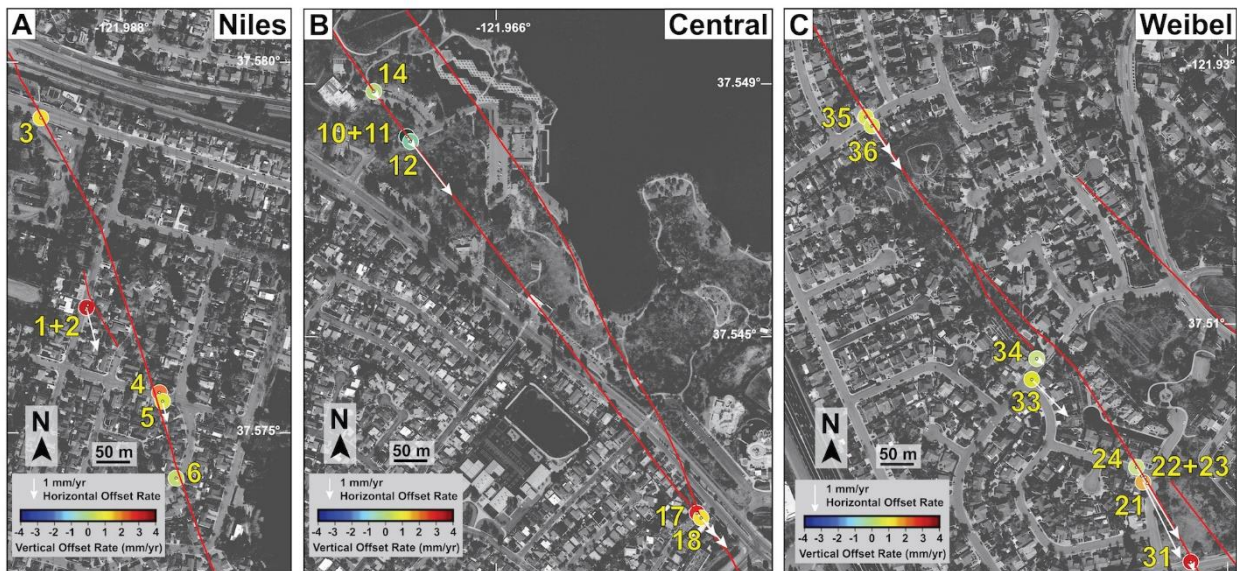 A Niles
-121.988°
37.580°
3
1+2
4
5
6
37.575°
N
50 m
1 mm/yr
Horizontal Offset Rate
-4 -3 -2 -1 0 1 2 3 4
Vertical Offset Rate (mm/yr)
B Central
-121.966°
37.549°
14
10+11
12
37.545°
17
18
N
50 m
1 mm/yr
Horizontal Offset Rate
-4 -3 -2 -1 0 1 2 3 4
Vertical Offset Rate (mm/yr)
C Weibel
-121.93°
35
36
37.51°
34
33
24
22+23
21
31
N
50 m
1 mm/yr
Horizontal Offset Rate
-4 -3 -2 -1 0 1 2 3 4
Vertical Offset Rate (mm/yr)